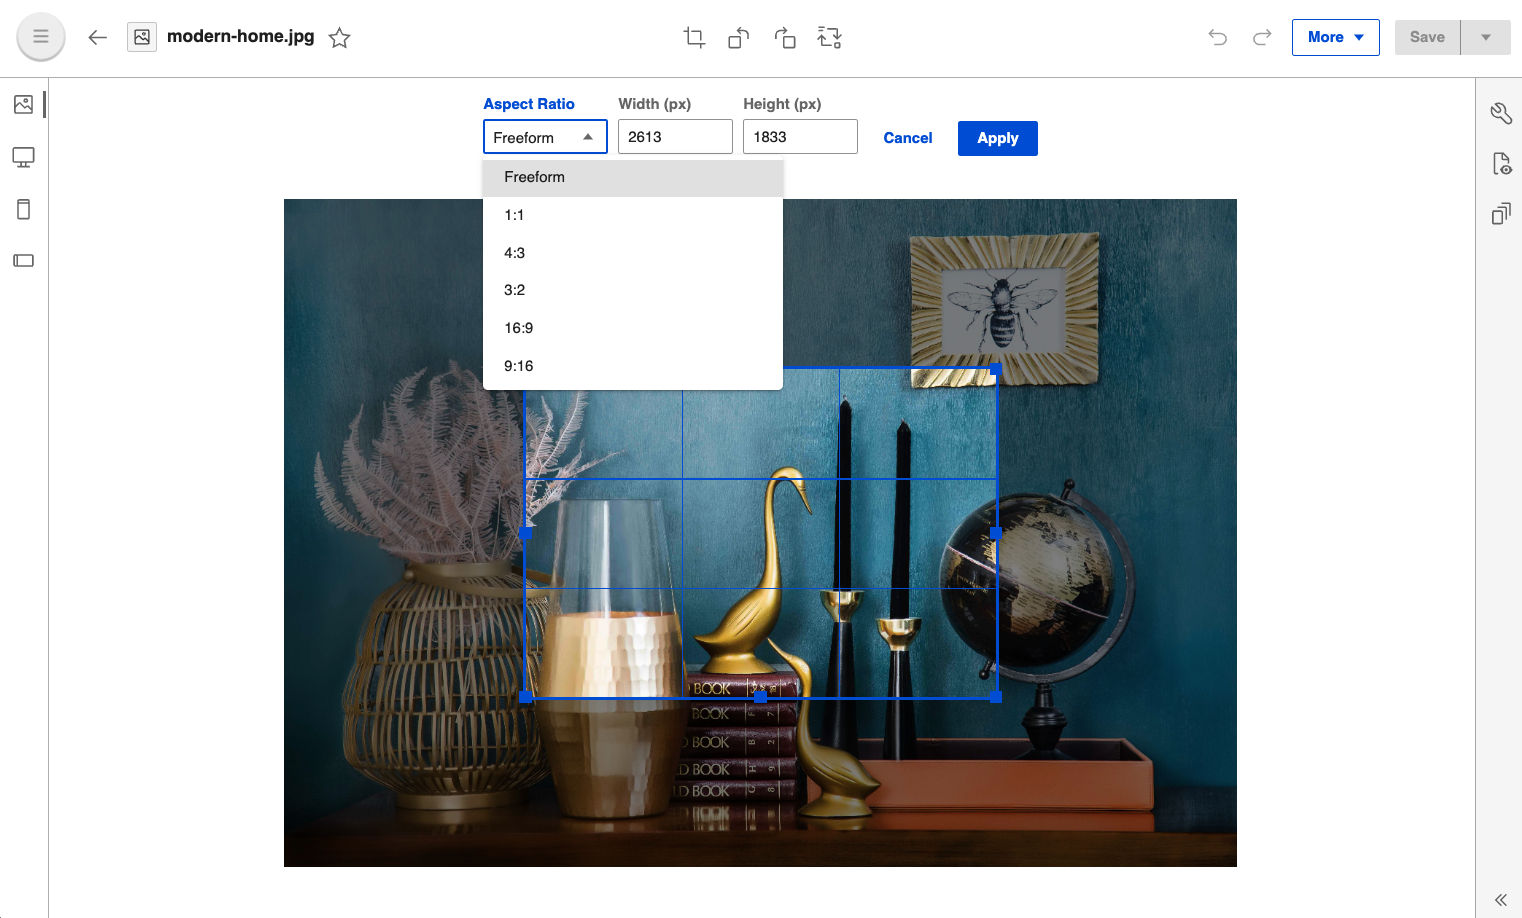 modern-home.jpg
More
Save
Aspect Ratio
Width (px)
Height (px)
Freeform
2613
1833
Cancel
Apply
Freeform
1:1
4:3
3:2
16:9
9:16
BOOK
BOOK
BOOK
BOOK
BOOK